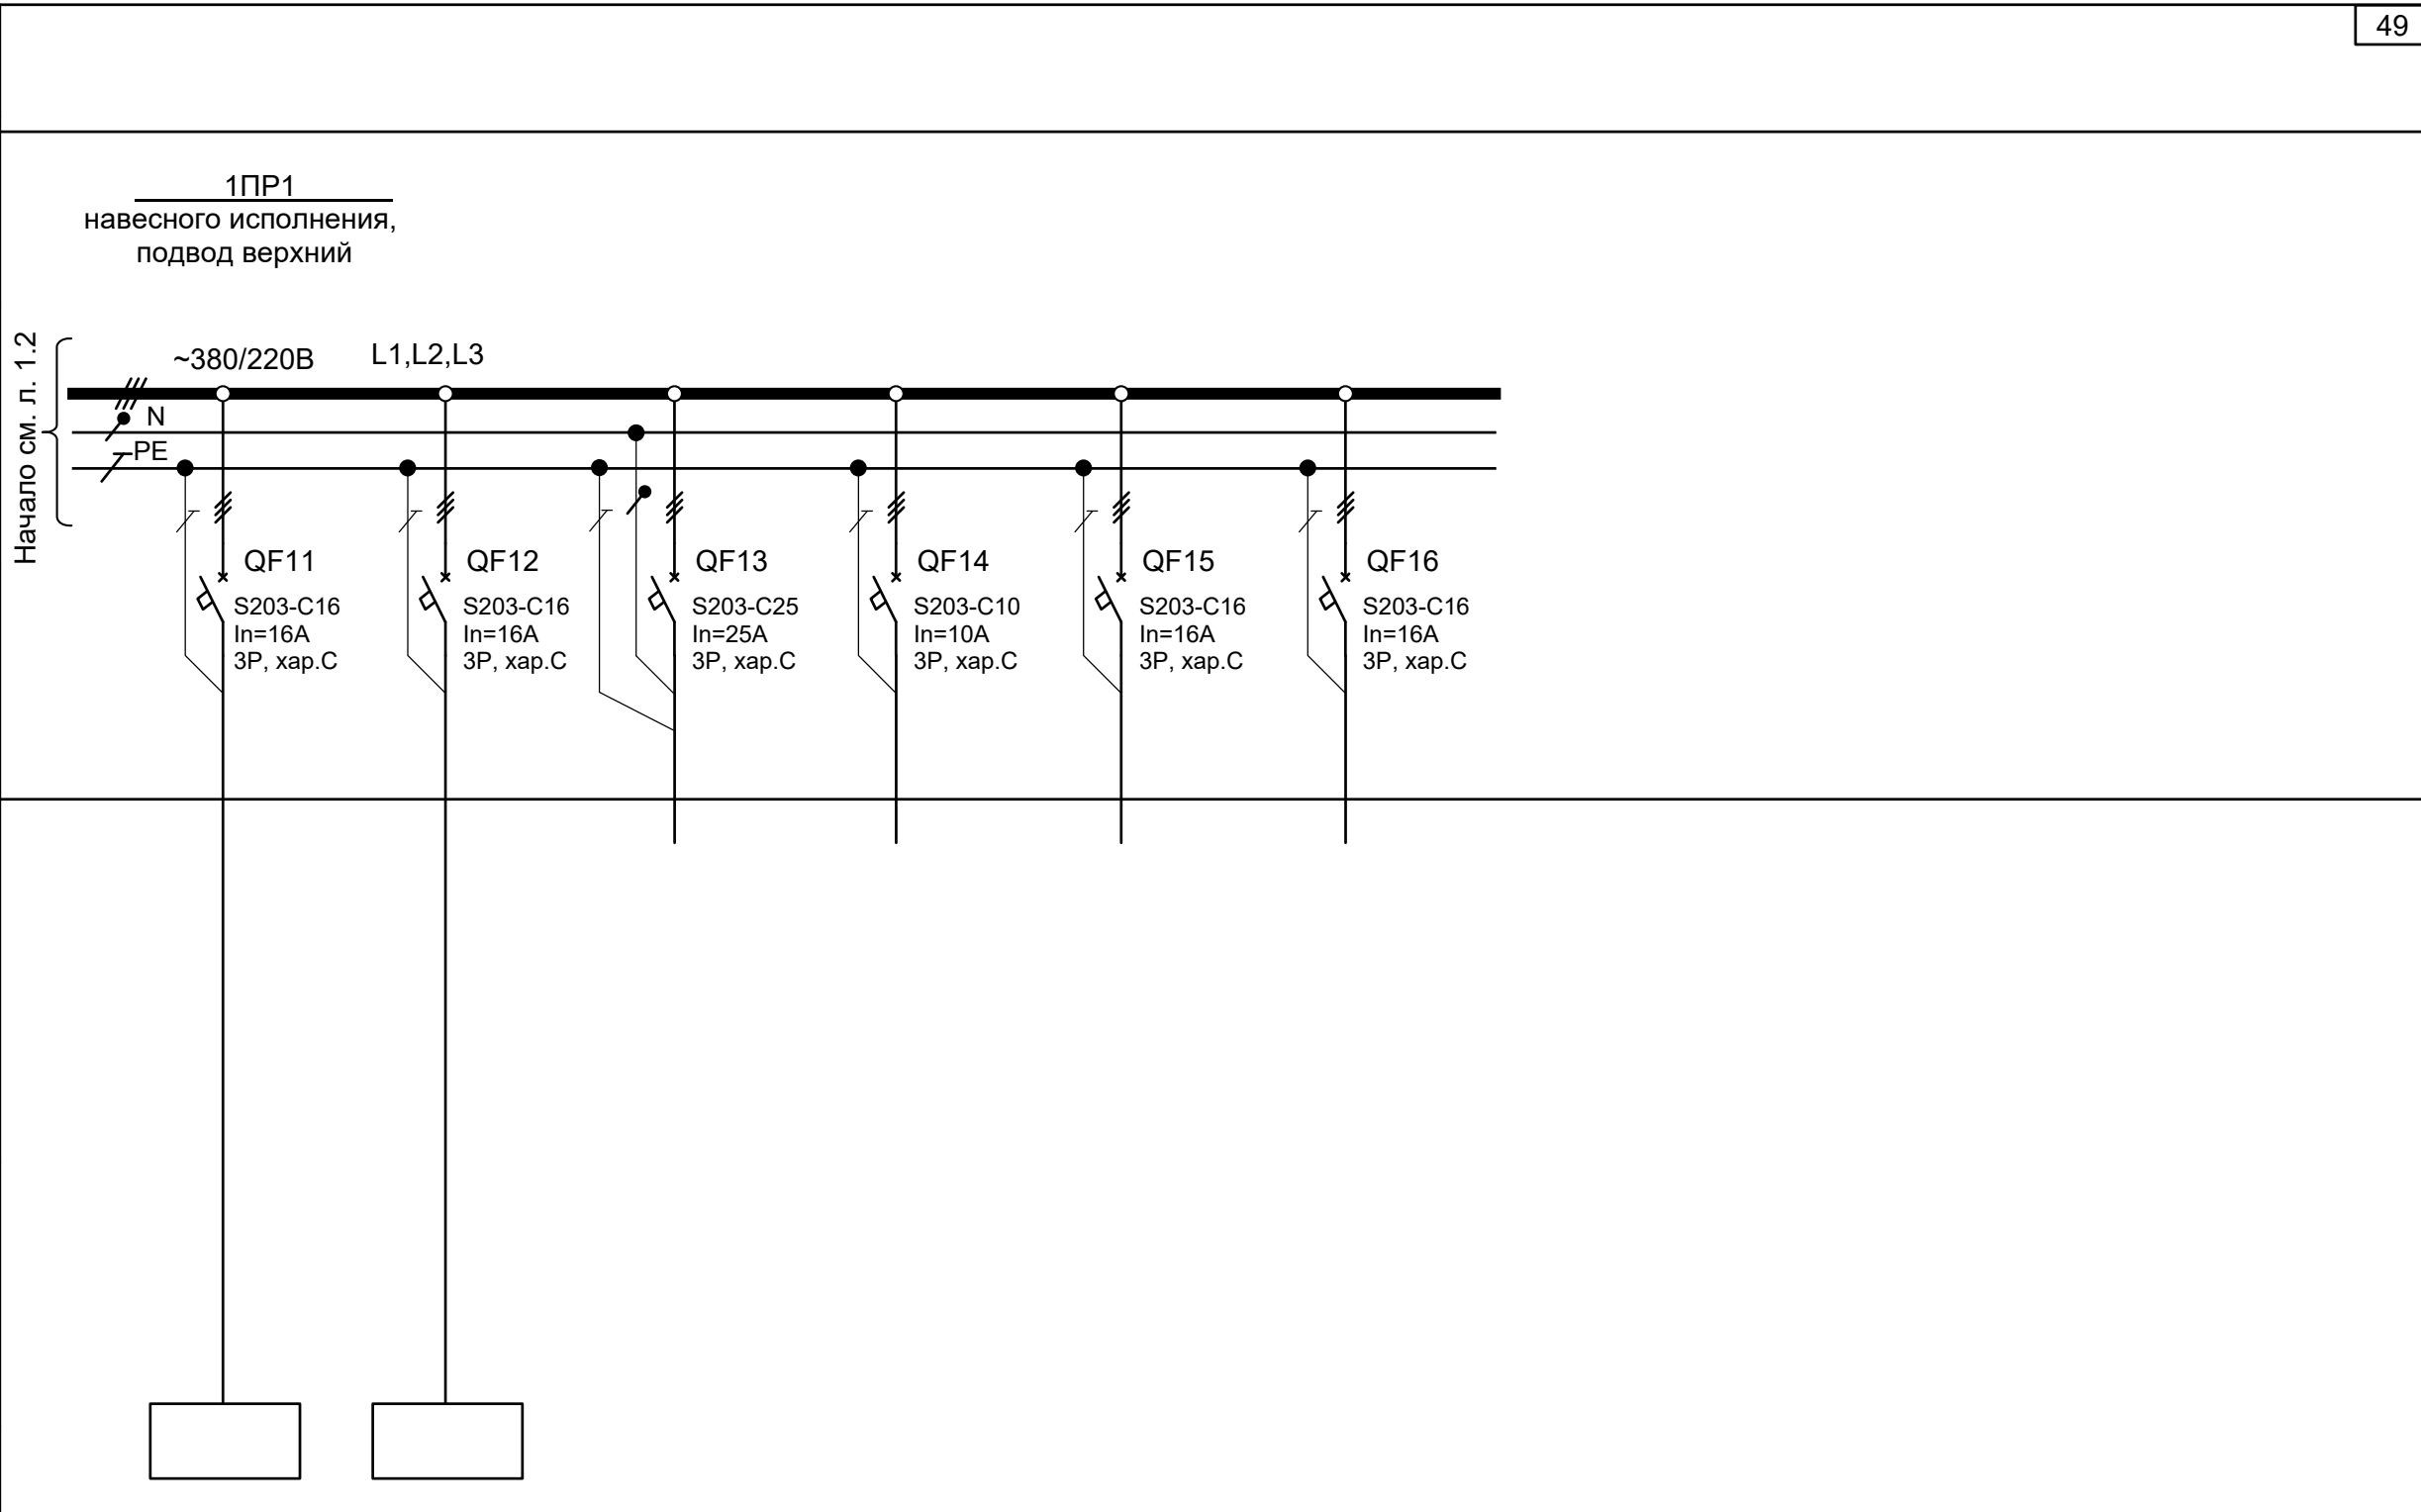 49
1ПР1
навесного исполнения,
подвод верхний
Начало см. л. 1.2
~380/220В
L1,L2,L3
N
PE
QF11
S203-C16
In=16A
3P, хар.С
QF12
S203-C16
In=16A
3P, хар.С
QF13
S203-C25
In=25A
3P, хар.С
QF14
S203-C10
In=10A
3P, хар.С
QF15
S203-C16
In=16A
3P, хар.С
QF16
S203-C16
In=16A
3P, хар.С